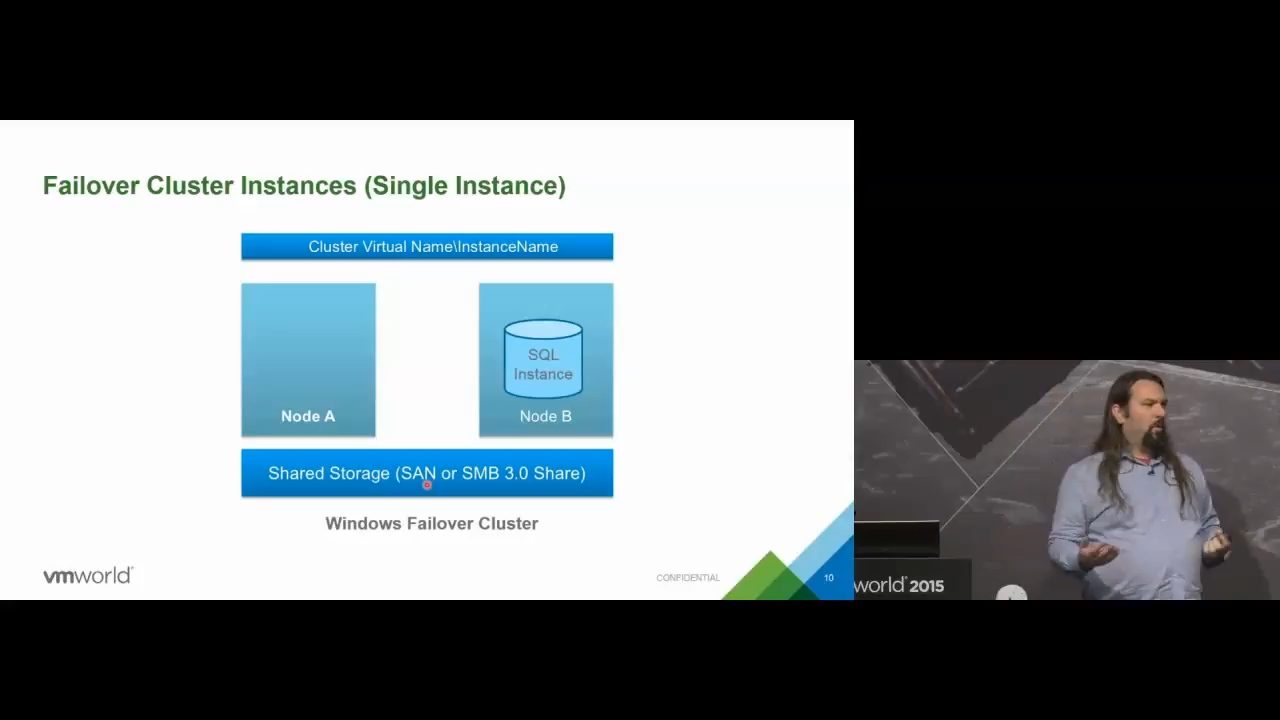 Failover Cluster Instances (Single Instance)
Cluster Virtual Name\InstanceName
SQL
Instance
Node A
Node B
Shared Storage (SAN or SMB 3.0 Share)
Windows Failover Cluster
vmworld
CONFIDENTIAL
10
world 2015